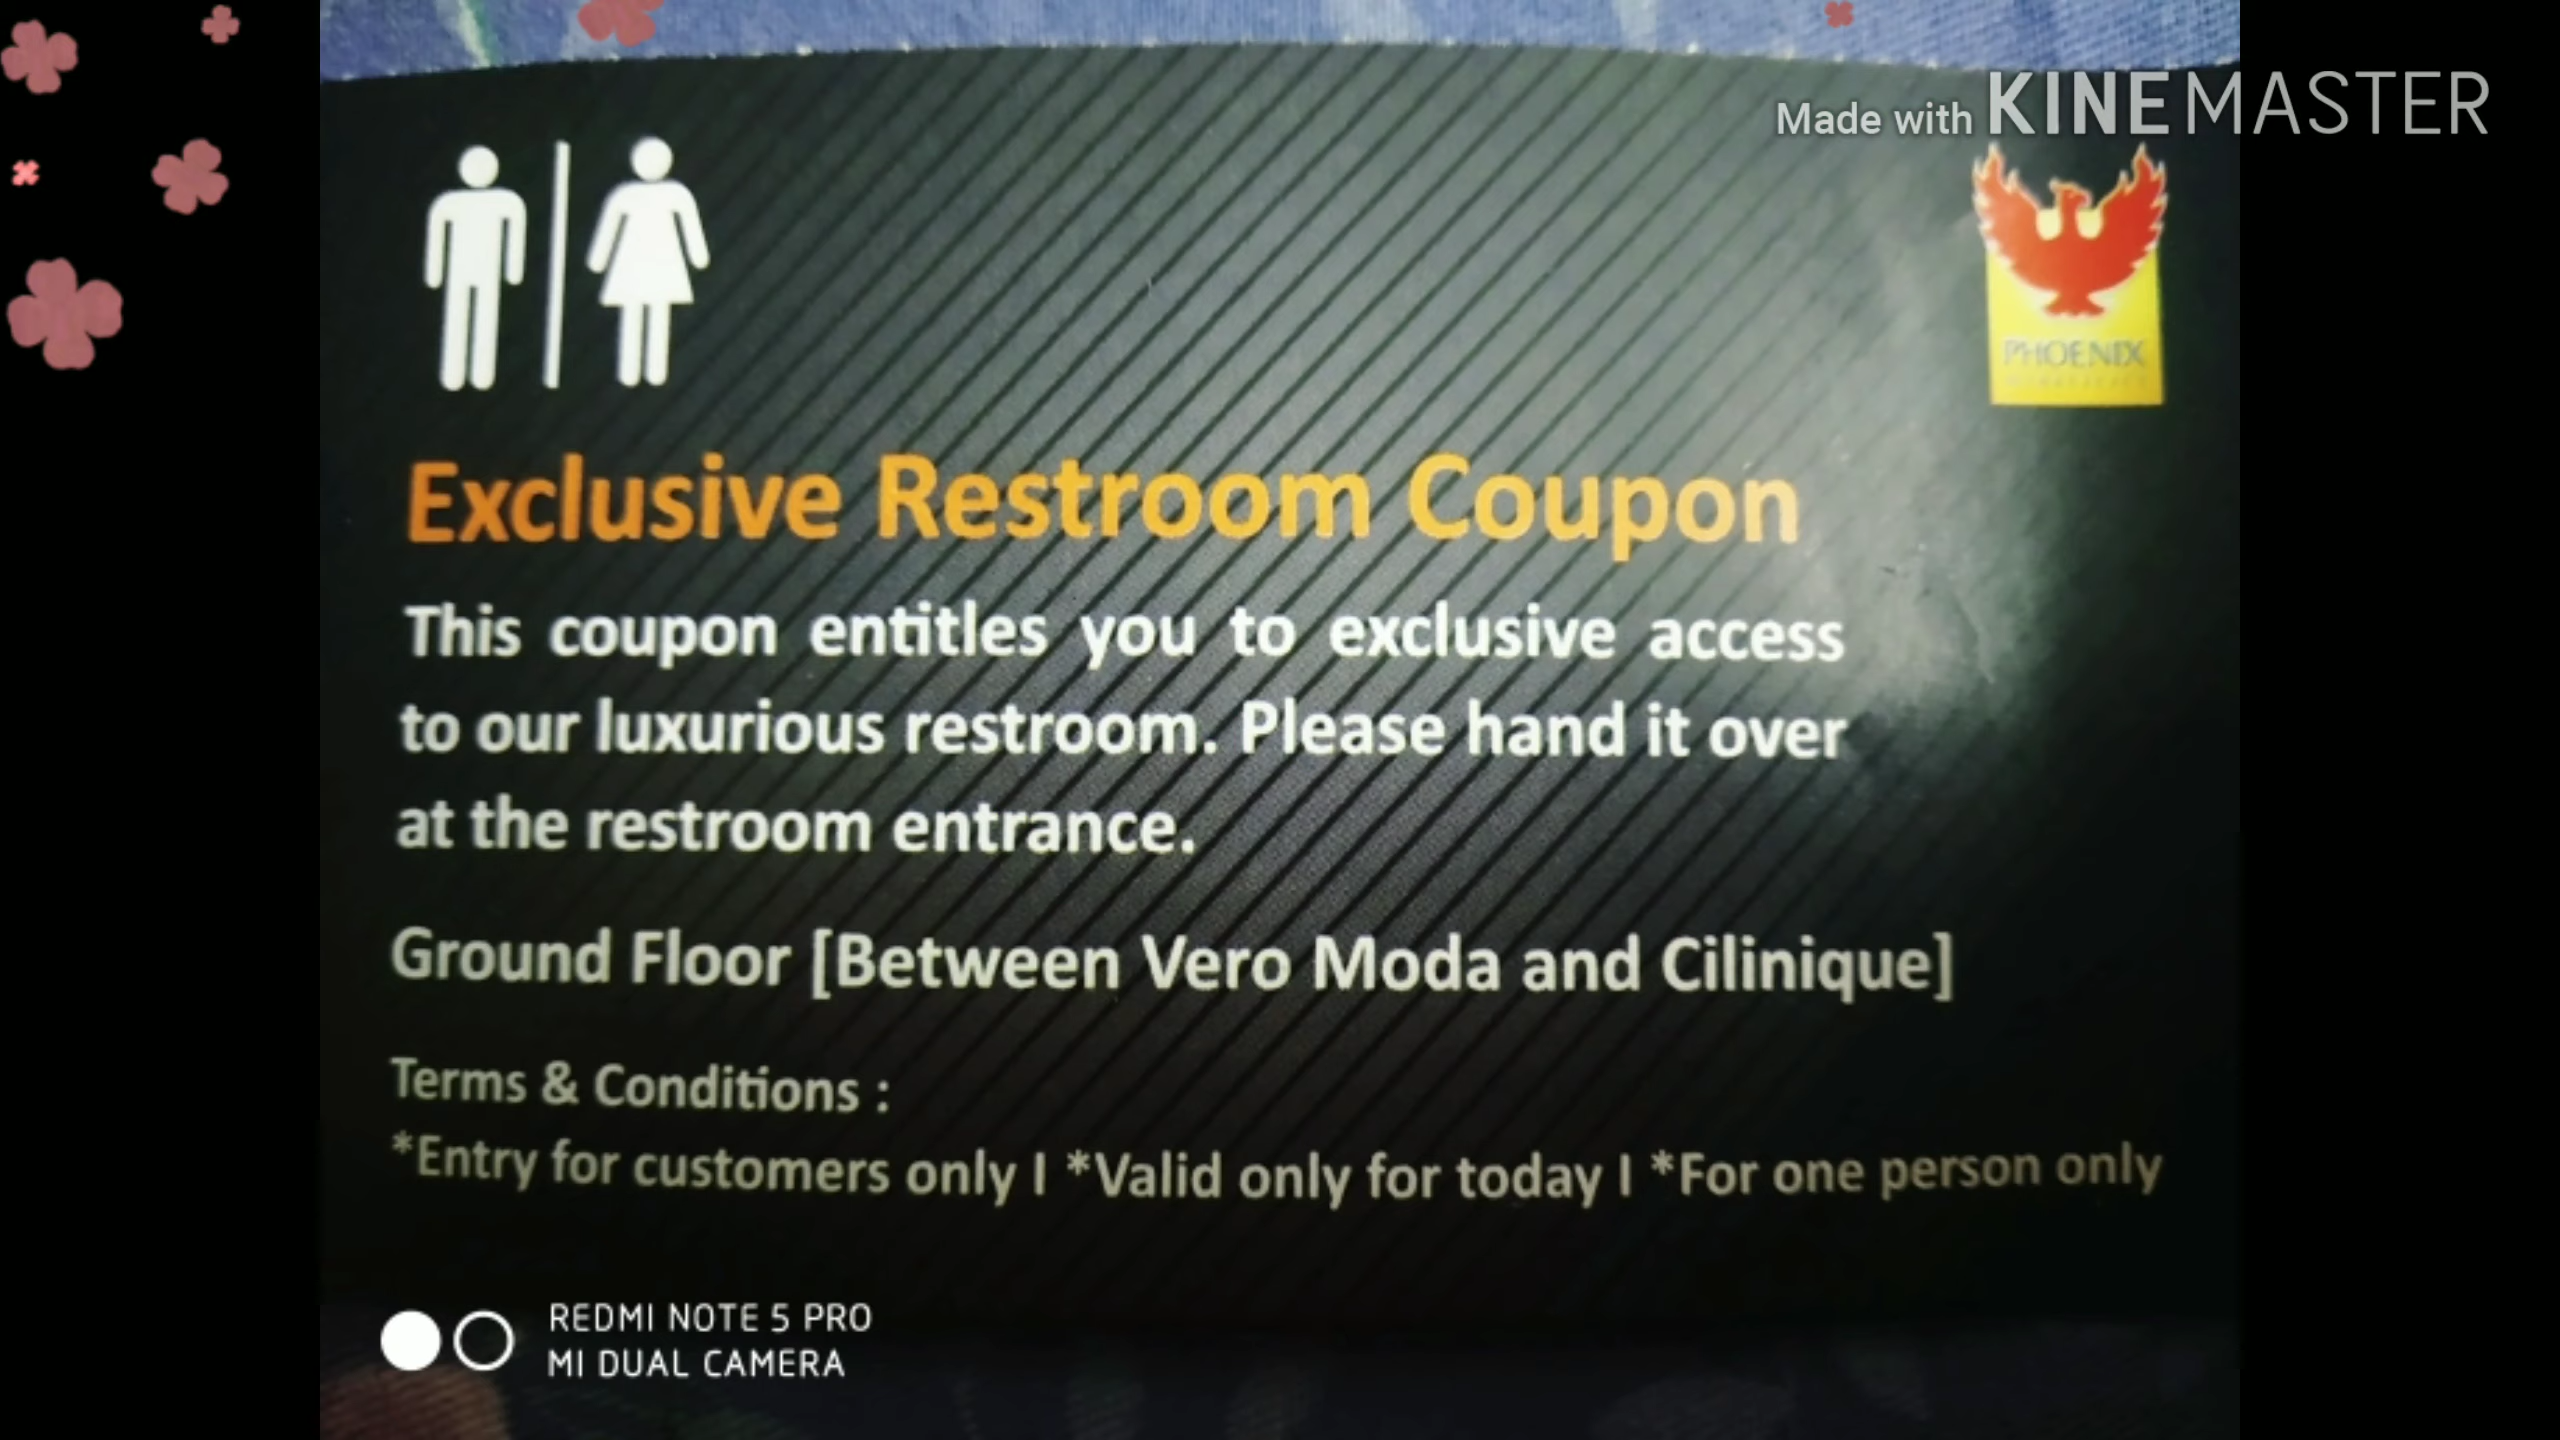 Made with KINEMASTER
PHOENIX
Exclusive Restroom Coupon
This coupon entitles you to exclusive access
to our luxurious restroom. Please hand it over
at the restroom entrance.
Ground Floor [Between Vero Moda and Cilinique]
Terms & Conditions :
*Entry for customers only I *Valid only for today I *For one person only
REDMI NOTE 5 PRO
MI DUAL CAMERA